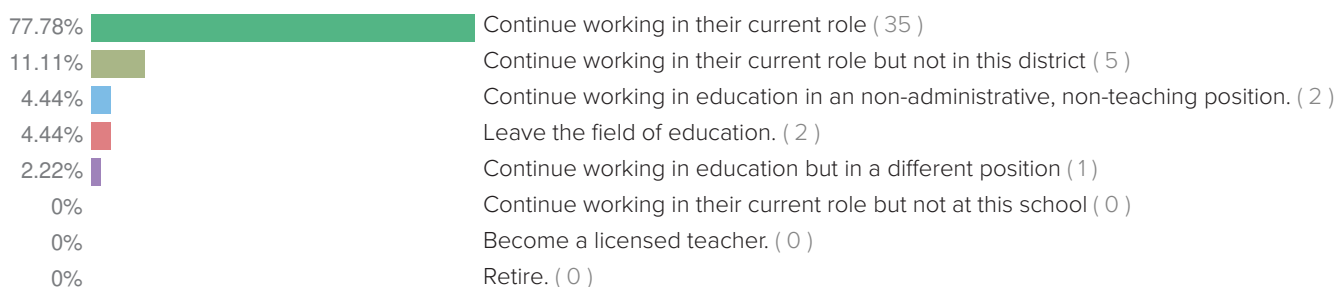 77.78% Continue working in their current role ( 35 )
11.11% Continue working in their current role but not in this district ( 5 )
4.44% Continue working in education in an non-administrative, non-teaching position. ( 2 )
4.44% Leave the field of education. ( 2 )
2.22% Continue working in education but in a different position ( 1 )
0% Continue working in their current role but not at this school ( 0 )
0% Become a licensed teacher. ( 0 )
0% Retire. ( 0 )